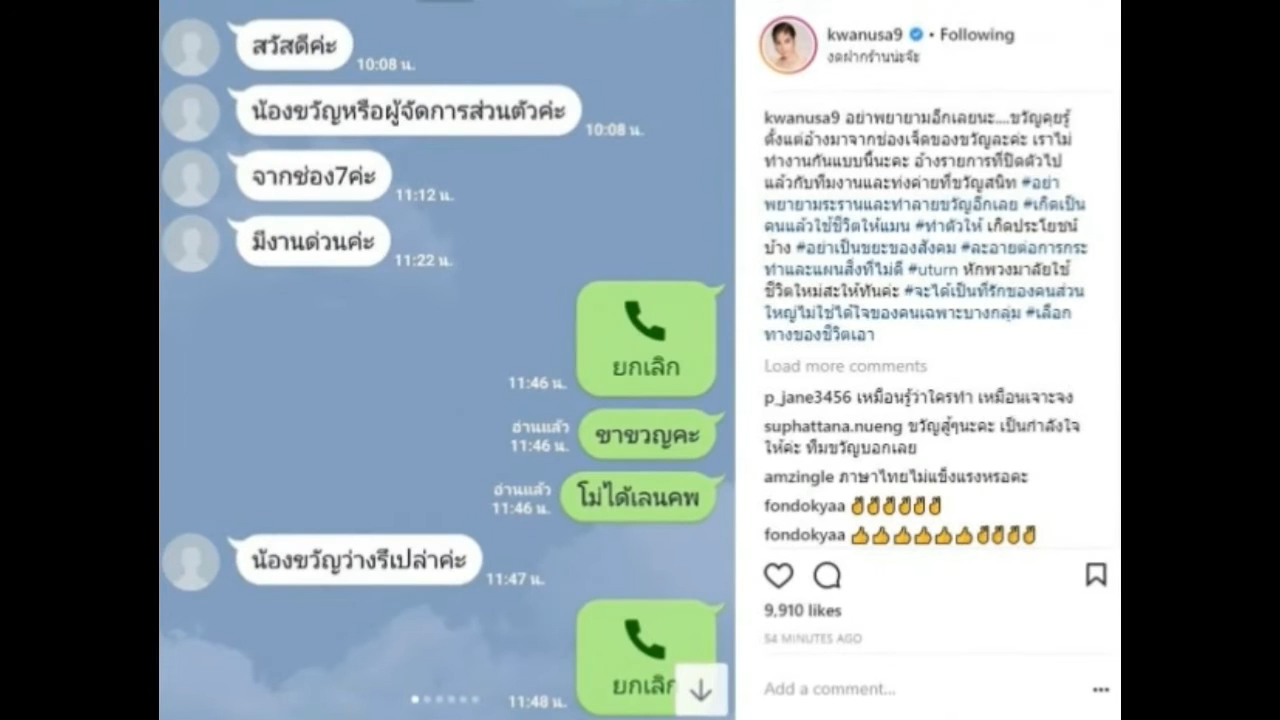 สวัสดีค่ะ
10:08 น.
น้องขวัญหรือผู้จัดการส่วนตัวค่ะ
10:08 น.
จากช่อง7ค่ะ
11:12 น.
มีงานด่วนค่ะ
11:22 น.
ยกเลิก
11:46 น.
ขาขวญคะ
อ่านแล้ว
11:46 น.
โม่ได้เลนคพ
อ่านแล้ว
11:46 น.
น้องขวัญว่างรึเปล่าค่ะ
11:47 น.
ยกเลิก
11:48 น.
kwanusa9 • Following
งดฝากร้านน่ะจ๊ะ
kwanusa9 อย่าพยายามอีกเลยนะ....ขวัญคุยรู้
ตั้งแต่อ้างมาจากช่องเจ็ดของขวัญละค่ะ เราไม่
ทำงานกันแบบนี้นะคะ อ้างรายการที่ปิดตัวไป
แล้วกับทีมงานและท่งค่ายที่ขวัญสนิท #อย่า
พยายามระรานและทำลายขวัญอีกเลย #เกิดเป็น
คนแล้วใช้ชีวิตให้แมน #ทำตัวให้ เกิดประโยชน์
บ้าง #อย่าเป็นขยะของสังคม #ละอายต่อการกระ
ทำและแผนสิ่งที่ไม่ดี #uturn หักพวงมาลัยใช้
ชีวิตใหม่สะให้ทันค่ะ #จะได้เป็นที่รักของคนส่วน
ใหญ่ไม่ใช่ได้ใจของคนเฉพาะบางกลุ่ม #เลือก
ทางของชีวิตเอา
Load more comments
p_jane3456 เหมือนรู้ว่าใครทำ เหมือนเจาะจง
suphattana.nueng ขวัญสู้ๆนะคะ เป็นกำลังใจ
ให้ค่ะ ทีมขวัญบอกเลย
amzingle ภาษาไทยไม่แข็งแรงหรอคะ
fondokyaa ✌✌✌✌✌✌
fondokyaa 👍👍👍👍👍👍✌✌✌✌
9,910 likes
54 MINUTES AGO
Add a comment...